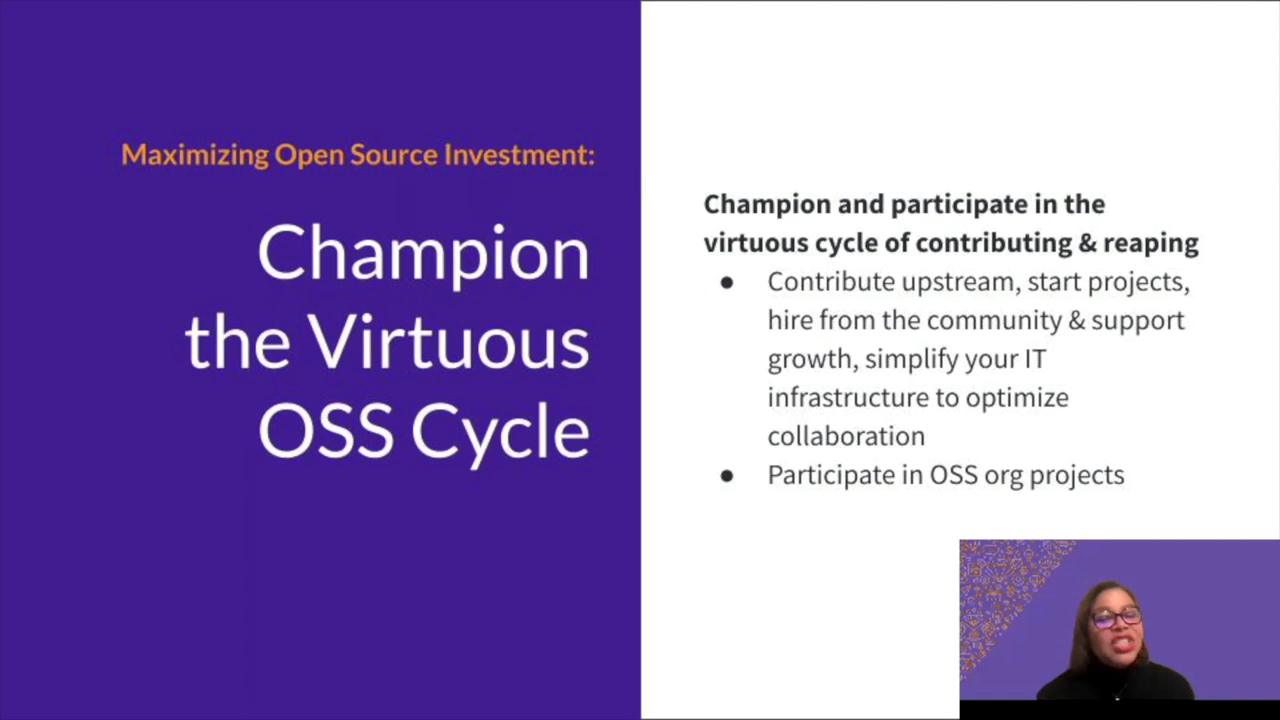 Maximizing Open Source Investment:
Champion
the Virtuous
OSS Cycle
Champion and participate in the
virtuous cycle of contributing & reaping
● Contribute upstream, start projects,
hire from the community & support
growth, simplify your IT
infrastructure to optimize
collaboration
● Participate in OSS org projects